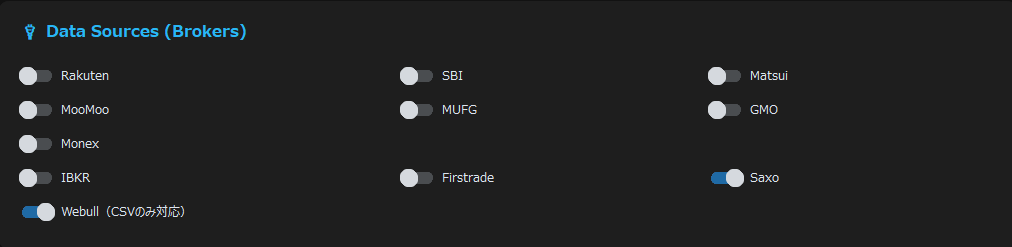 Data Sources (Brokers)
Rakuten SBI Matsui
MooMoo MUFG GMO
Monex
IBKR Firstrade Saxo
Webull（CSVのみ対応）